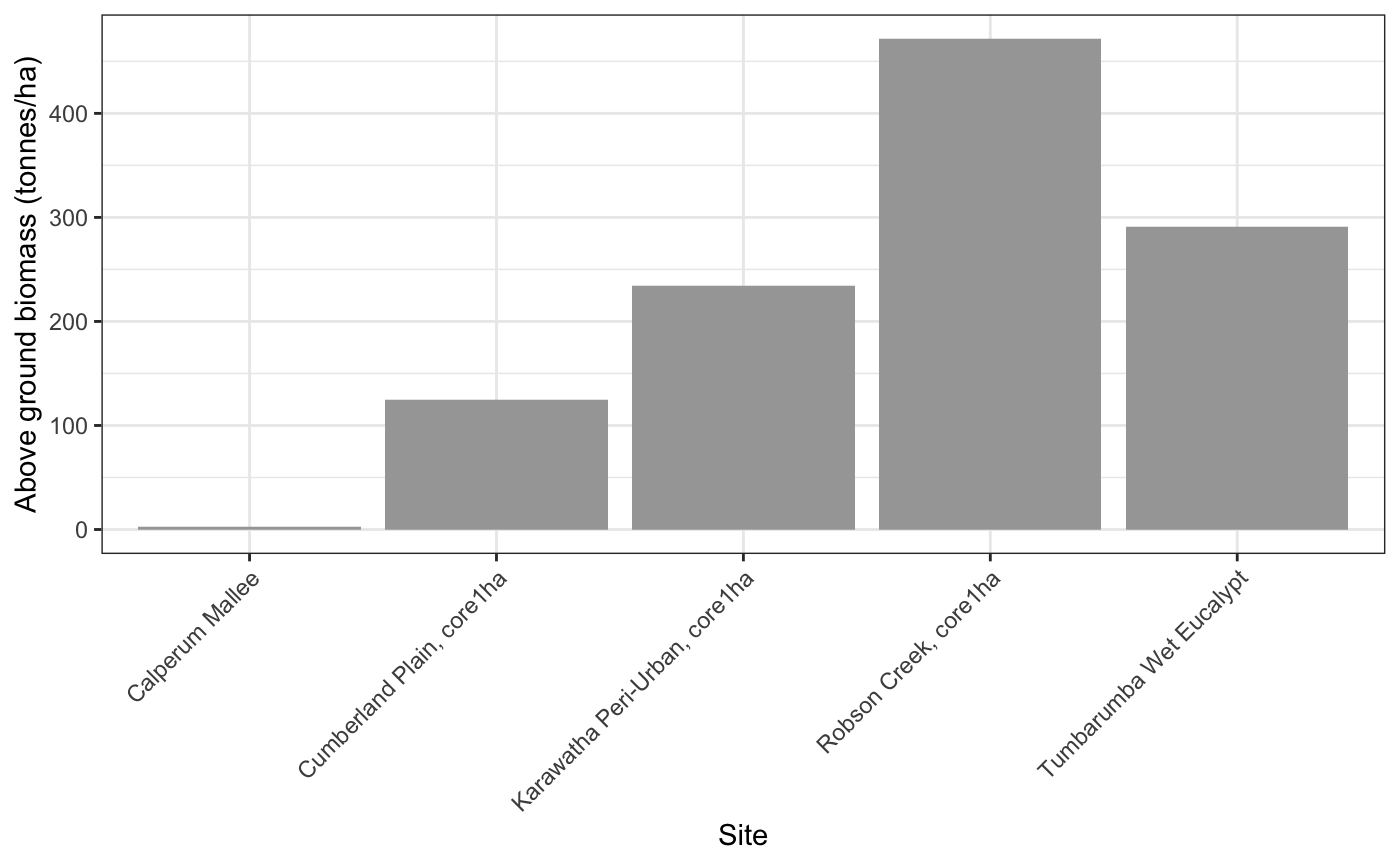 Above ground biomass (tonnes/ha)
400
300
200
100
0
Calperum Mallee
Cumberland Plain, core1ha
Karawatha Peri-Urban, core1ha
Robson Creek, core1ha
Tumbarumba Wet Eucalypt
Site